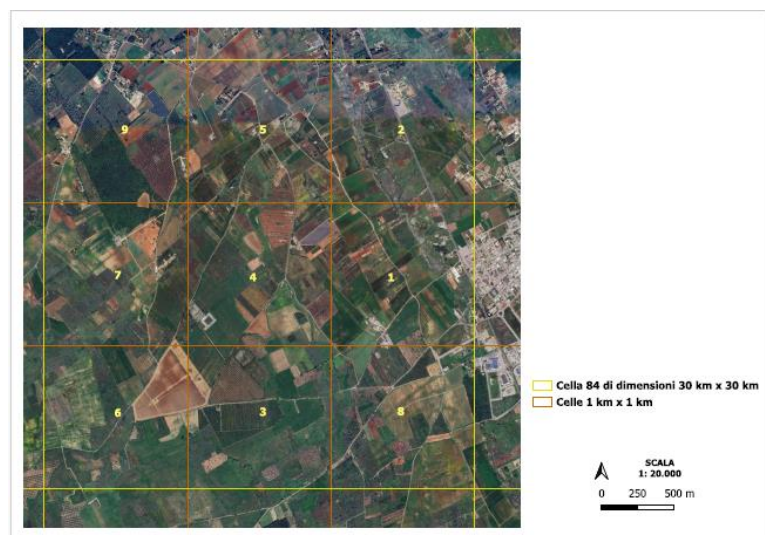 9 5 2
7 4 1
6 3 8
Cella 84 di dimensioni 30 km x 30 km
Celle 1 km x 1 km
SCALA
1: 20.000
0 250 500 m